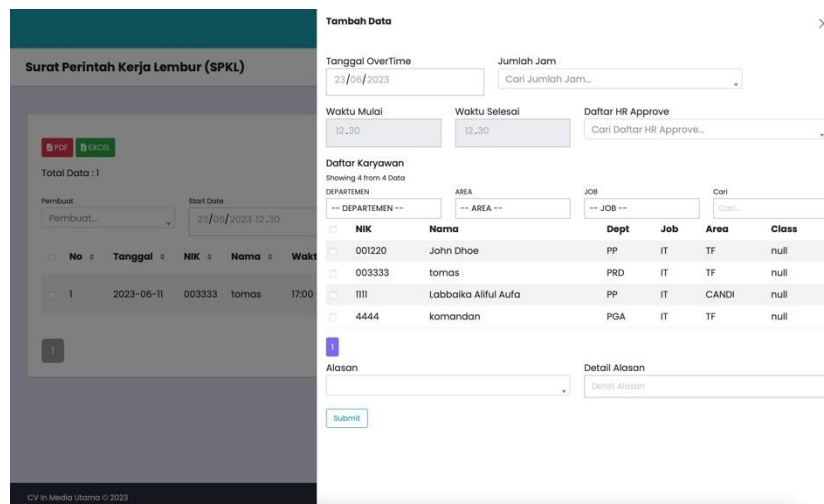 Surat Perintah Kerja Lembur (SPKL)
PDF EXCEL
Total Data : 1
Pembuat Start Date
Pembuat... 23/06/2023 12.30
No Tanggal NIK Nama Wakt
1 2023-06-11 003333 tomas 17:00
1
CV In Media Utama © 2023
Tambah Data
Tanggal OverTime Jumlah Jam
23/06/2023 Cari Jumlah Jam...
Waktu Mulai Waktu Selesai Daftar HR Approve
12.30 12.30 Cari Daftar HR Approve...
Daftar Karyawan
Showing 4 from 4 Data
DEPARTEMEN AREA JOB Cari
-- DEPARTEMEN -- -- AREA -- -- JOB -- Cari...
NIK Nama Dept Job Area Class
001220 John Dhoe PP IT TF null
003333 tomas PRD IT TF null
1111 Labbaika Aliful Aufa PP IT CANDI null
4444 komandan PGA IT TF null
1
Alasan Detail Alasan
Detail Alasan
Submit